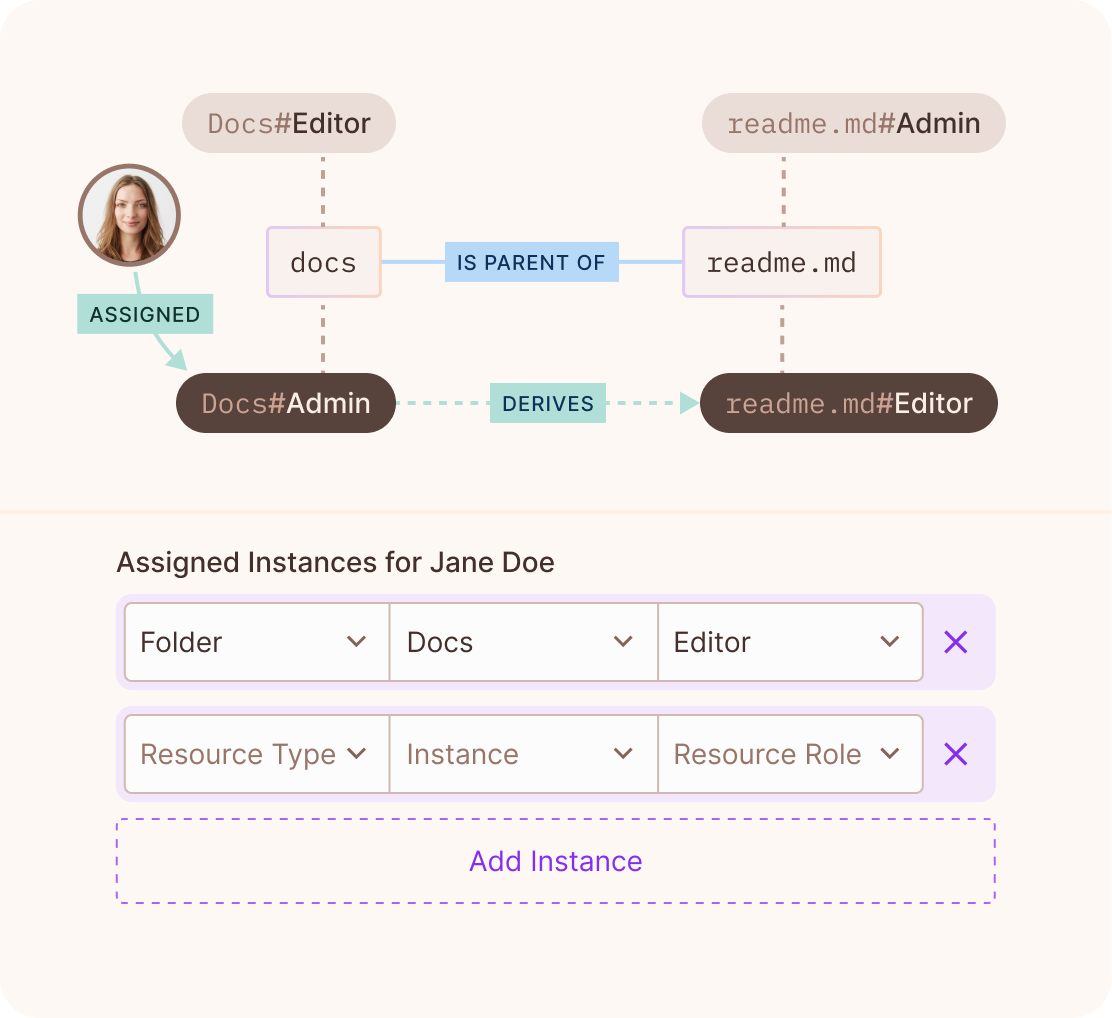 Docs#Editor
readme.md#Admin
docs
IS PARENT OF
readme.md
ASSIGNED
Docs#Admin
DERIVES
readme.md#Editor
Assigned Instances for Jane Doe
Folder Docs Editor
Resource Type Instance Resource Role
Add Instance